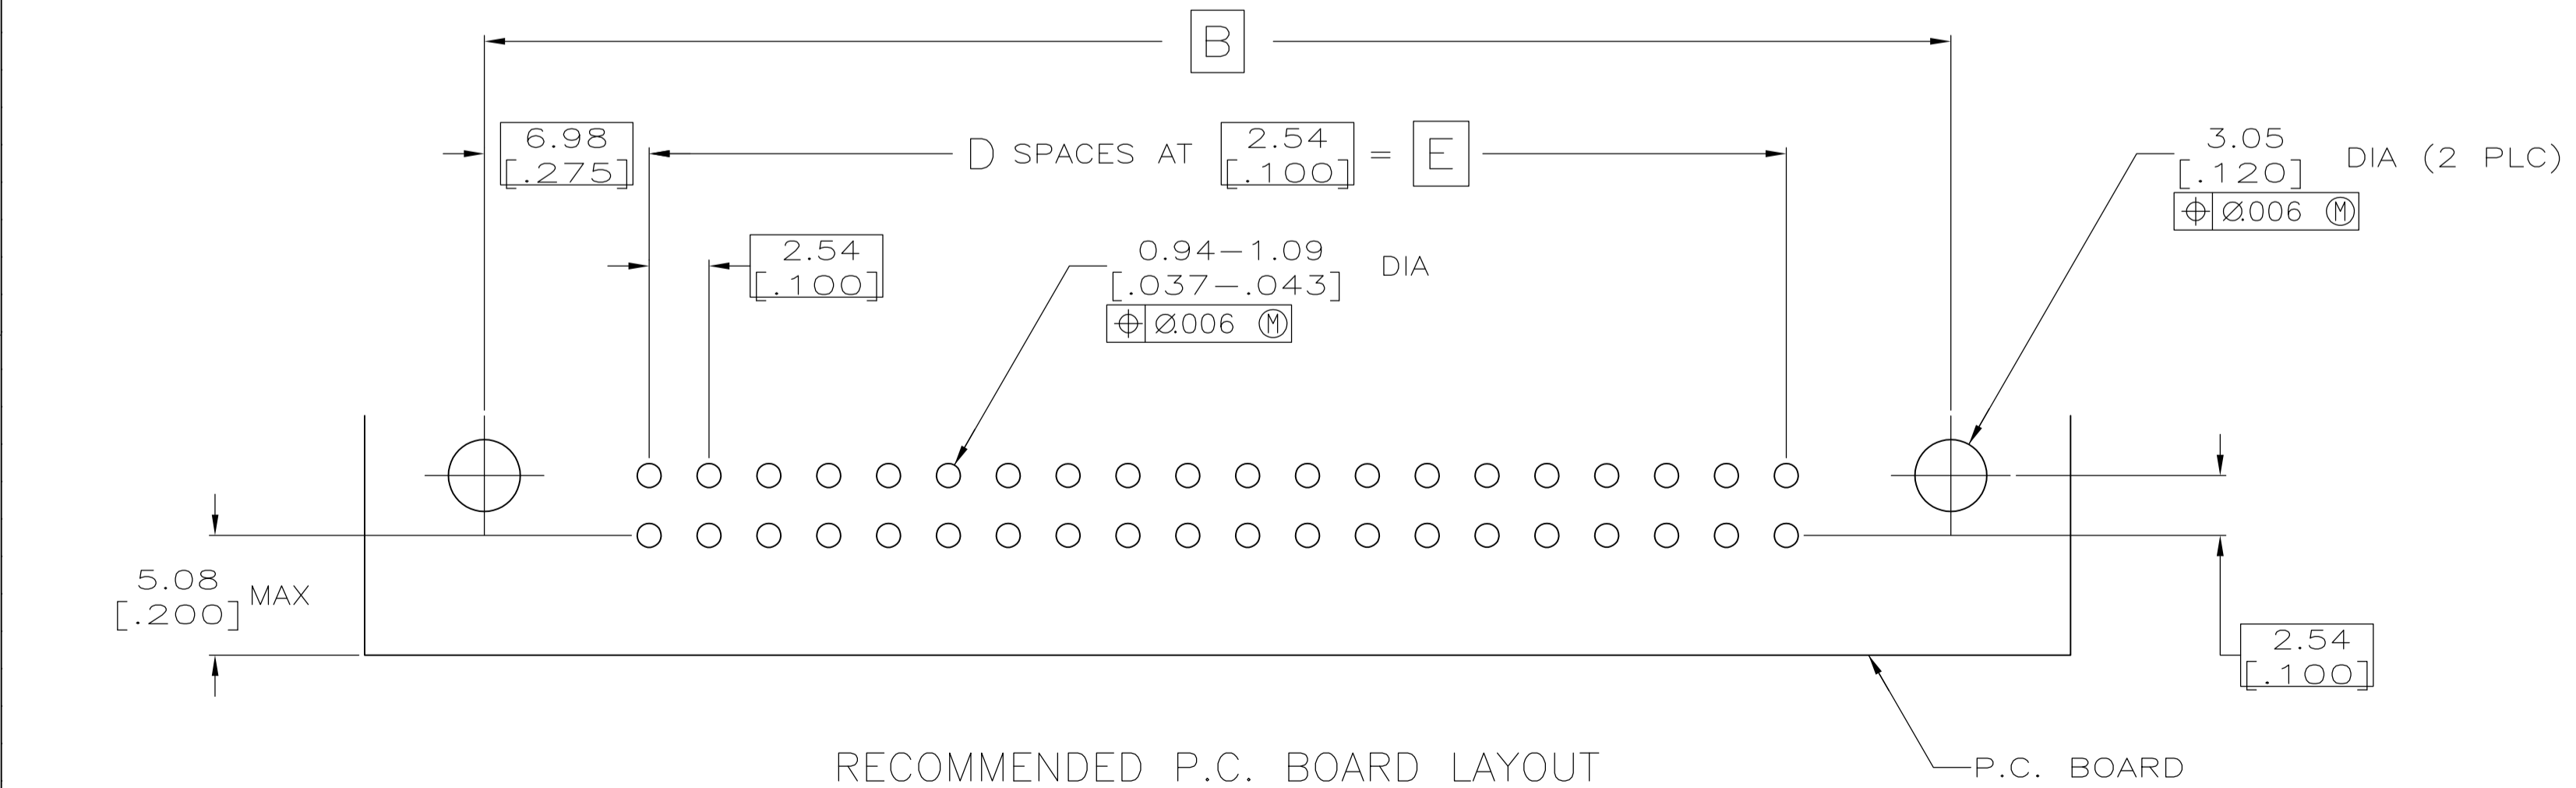 B
6.98
[.275]
D SPACES AT 2.54 = E
[.100]
3.05
[.120] DIA (2 PLC)
⌖ Ø.006 Ⓜ
2.54
[.100]
0.94–1.09
[.037–.043] DIA
⌖ Ø.006 Ⓜ
5.08
[.200] MAX
2.54
[.100]
RECOMMENDED P.C. BOARD LAYOUT
P.C. BOARD